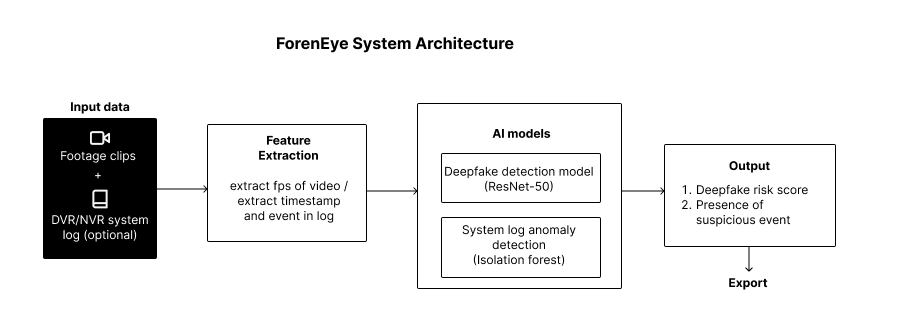 ForenEye System Architecture
Input data
Footage clips
+
DVR/NVR system
log (optional)
Feature
Extraction
extract fps of video /
extract timestamp
and event in log
AI models
Deepfake detection model
(ResNet-50)
System log anomaly
detection
(Isolation forest)
Output
1. Deepfake risk score
2. Presence of
suspicious event
Export